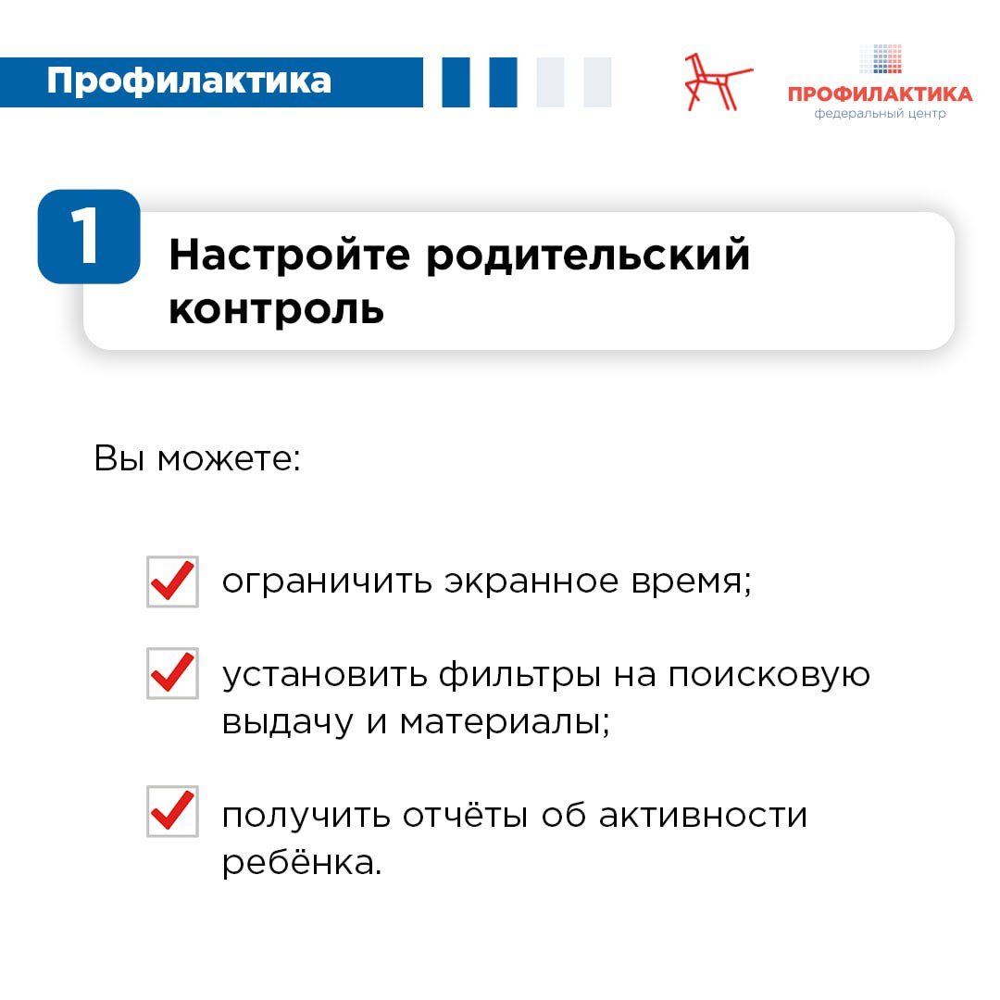 Профилактика
ПРОФИЛАКТИКА
федеральный центр
1
Настройте родительский
контроль
Вы можете:
ограничить экранное время;
установить фильтры на поисковую
выдачу и материалы;
получить отчёты об активности
ребёнка.